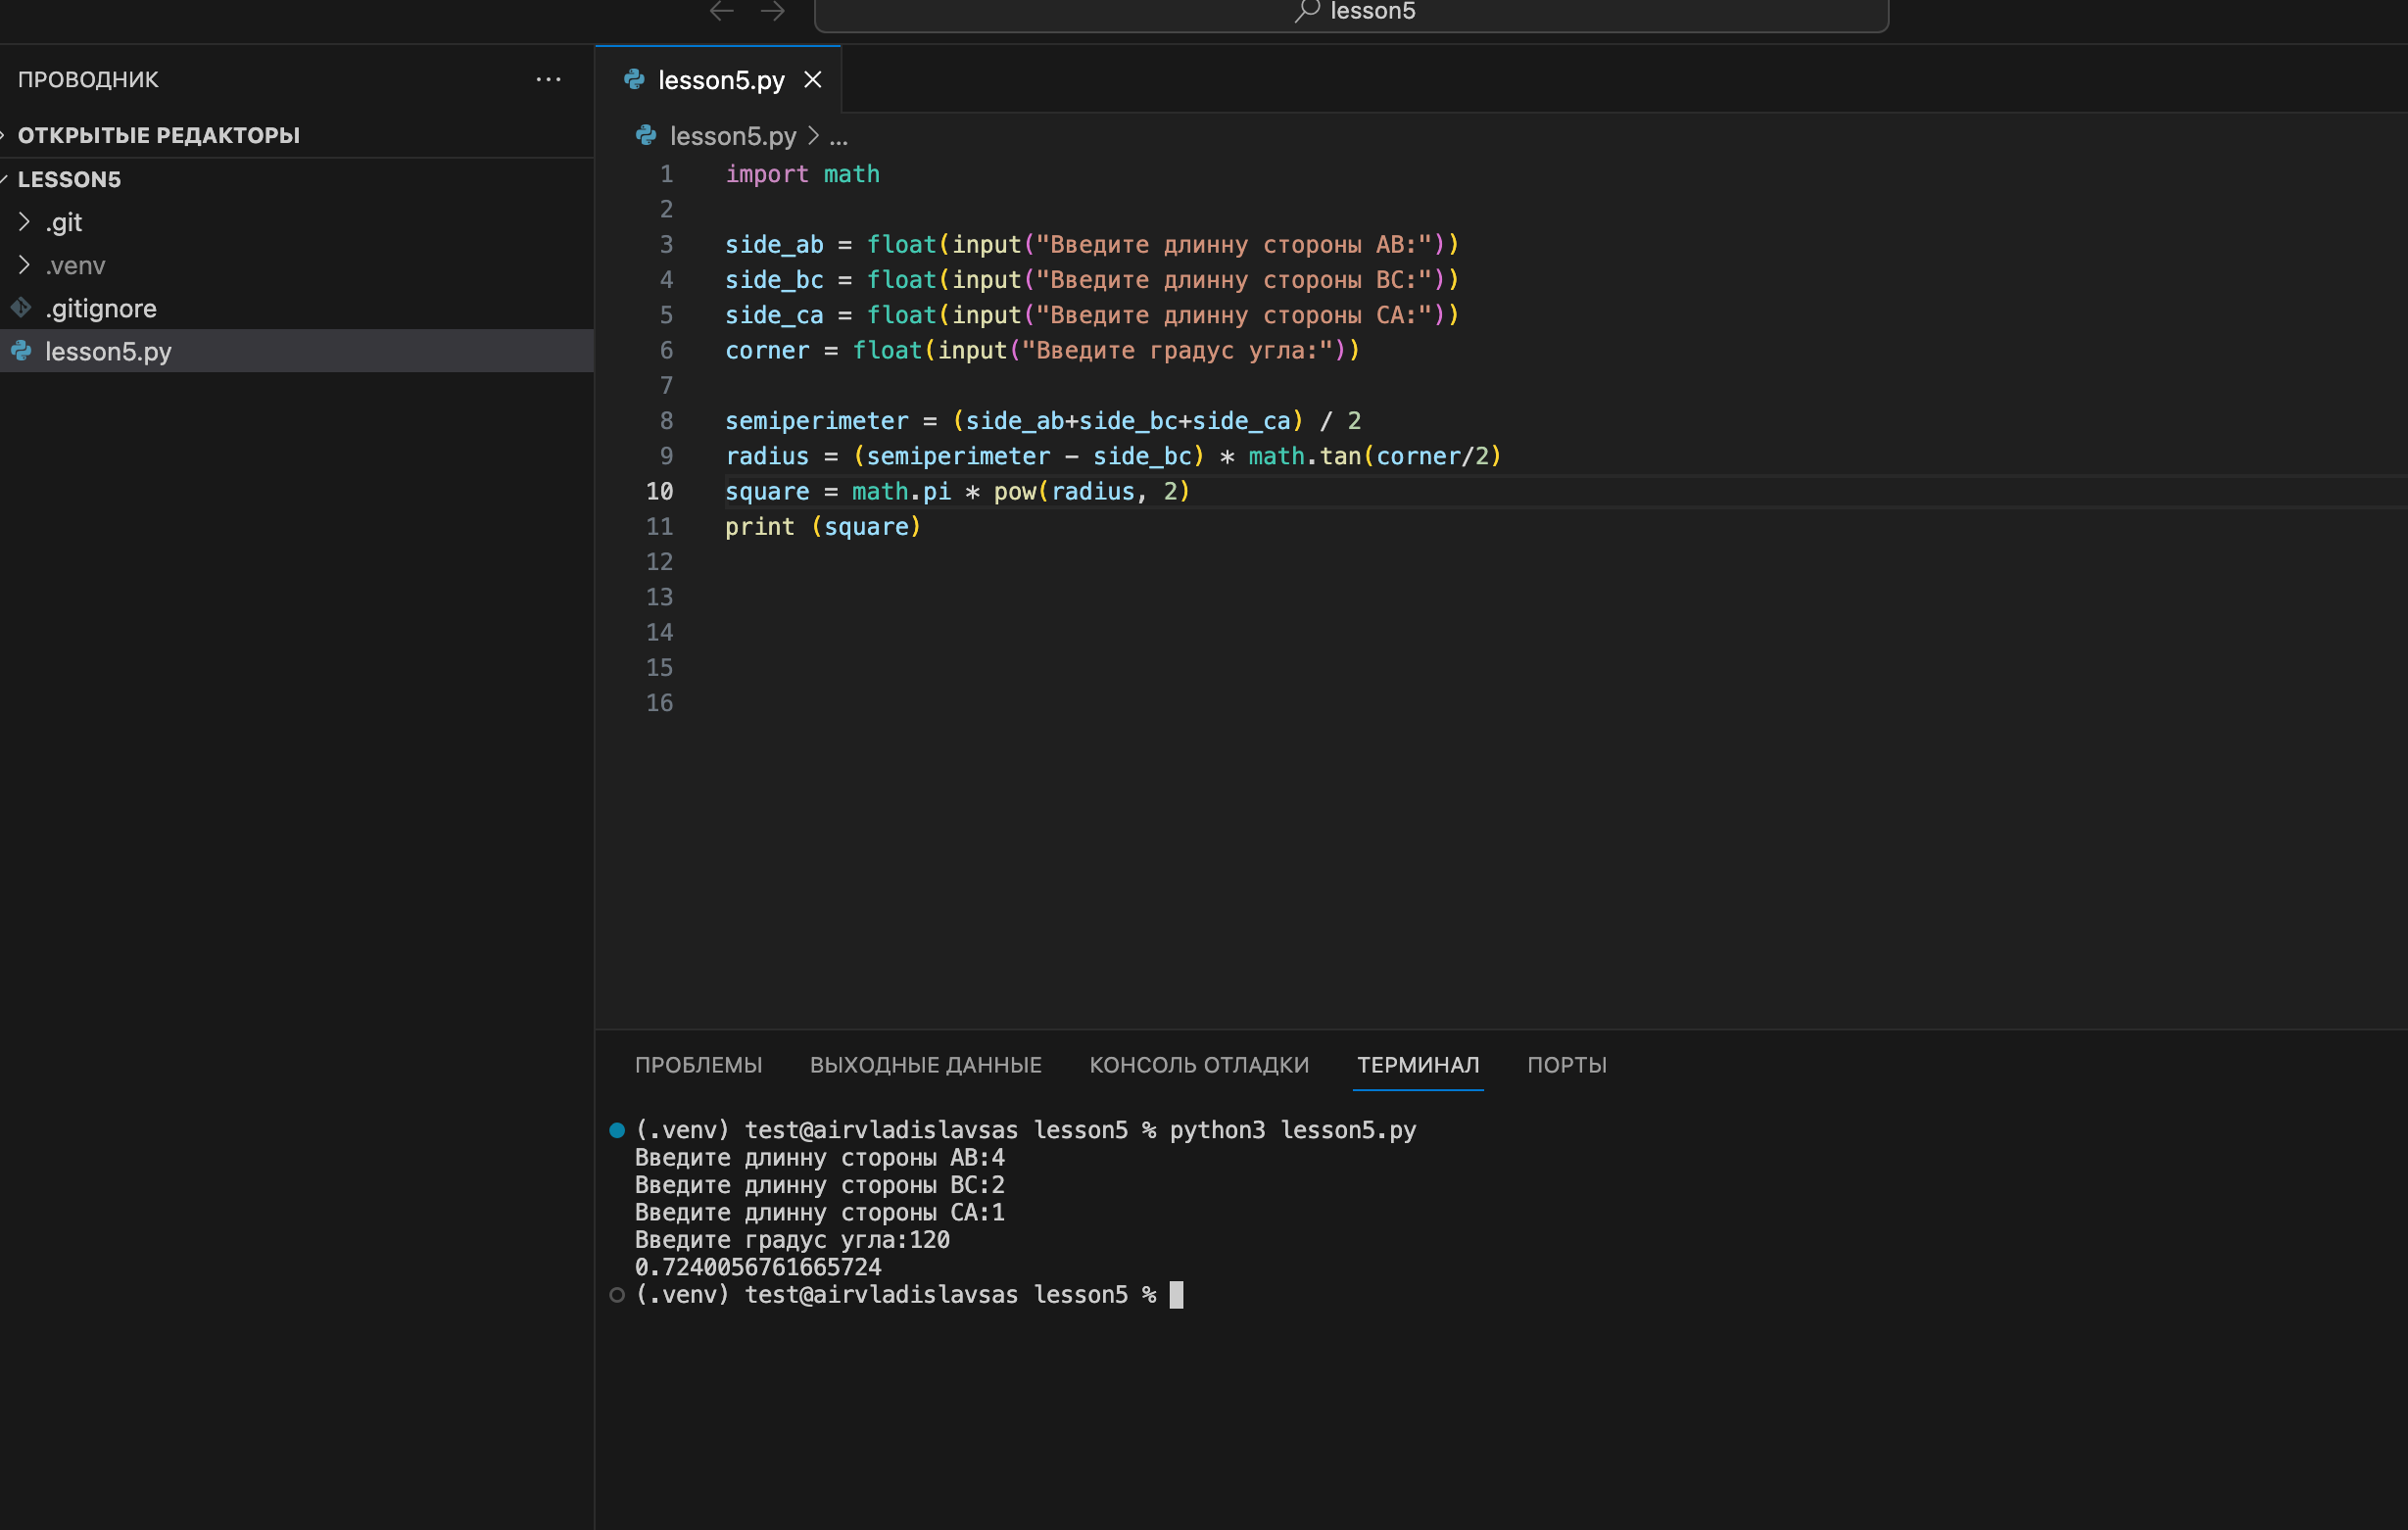 lesson5
ПРОВОДНИК
ОТКРЫТЫЕ РЕДАКТОРЫ
LESSON5
.git
.venv
.gitignore
lesson5.py
lesson5.py
lesson5.py > ...
1 import math
2
3 side_ab = float(input("Введите длинну стороны AB:"))
4 side_bc = float(input("Введите длинну стороны BC:"))
5 side_ca = float(input("Введите длинну стороны CA:"))
6 corner = float(input("Введите градус угла:"))
7
8 semiperimeter = (side_ab+side_bc+side_ca) / 2
9 radius = (semiperimeter - side_bc) * math.tan(corner/2)
10 square = math.pi * pow(radius, 2)
11 print (square)
12
13
14
15
16
ПРОБЛЕМЫ ВЫХОДНЫЕ ДАННЫЕ КОНСОЛЬ ОТЛАДКИ ТЕРМИНАЛ ПОРТЫ
(.venv) test@airvladislavsas lesson5 % python3 lesson5.py
Введите длинну стороны AB:4
Введите длинну стороны BC:2
Введите длинну стороны CA:1
Введите градус угла:120
0.7240056761665724
(.venv) test@airvladislavsas lesson5 %